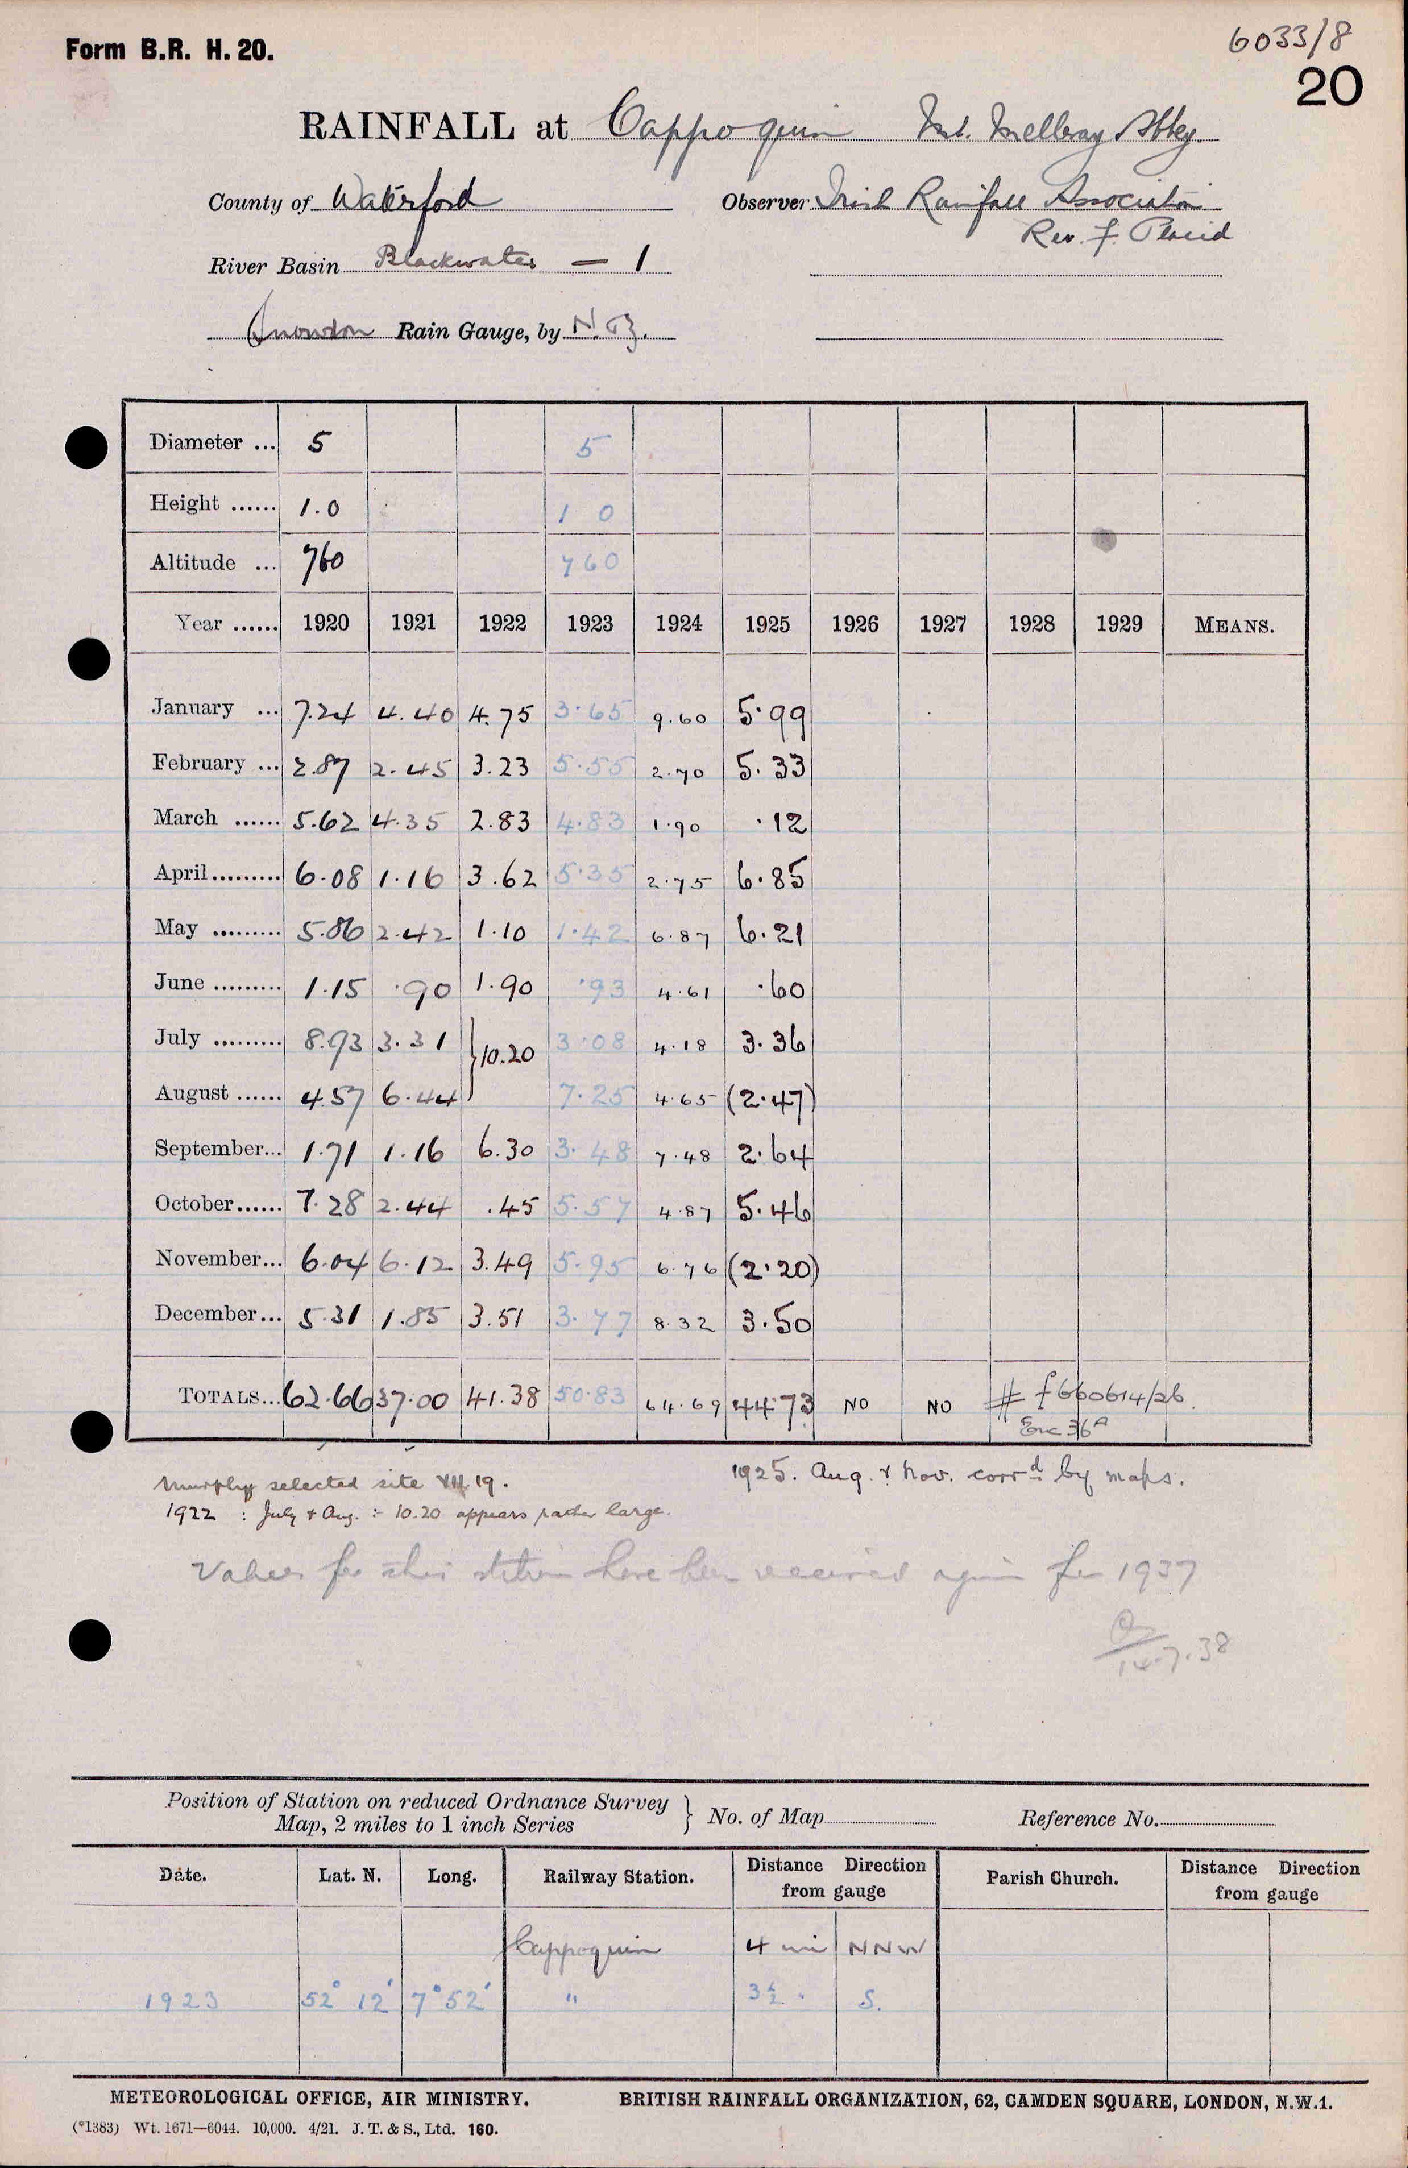 Form B.R. H. 20.
6033/8
20
RAINFALL at Cappoquin Mt. Melleray Abbey
County of Waterford
Observer Irish Rainfall Association
Rev. F. Placid
River Basin Blackwater — 1
Snowdon Rain Gauge, by N.Z.
Diameter ... 5 5
Height ...... 1.0 1 0
Altitude ... 760 760
Year ...... 1920 1921 1922 1923 1924 1925 1926 1927 1928 1929 MEANS.
January ... 7.24 4.40 4.75 3.65 9.60 5.99
February ... 2.87 2.45 3.23 5.55 2.70 5.33
March ...... 5.62 4.35 2.83 4.83 1.90 .12
April ......... 6.08 1.16 3.62 5.35 2.75 6.85
May ......... 5.86 2.42 1.10 1.42 6.87 6.21
June ......... 1.15 .90 1.90 .93 4.61 .60
July ......... 8.93 3.31 } 10.20 3.08 4.18 3.36
August ...... 4.57 6.44 7.25 4.65 (2.47)
September... 1.71 1.16 6.30 3.48 7.48 2.64
October...... 7.28 2.44 .45 5.57 4.87 5.46
November... 6.04 6.12 3.49 5.95 6.76 (2.20)
December... 5.31 1.85 3.51 3.77 8.32 3.50
TOTALS... 62.66 37.00 41.38 50.83 64.69 44.73 NO NO # f 660614/26.
Enc 36A
Murphy selected site VIII 19.
1925. Aug. & Nov. corrd by maps.
1922 : July & Aug. :- 10.20 appears rather large.
Values for this station have been received again for 1937
14.7.38
Position of Station on reduced Ordnance Survey
Map, 2 miles to 1 inch Series } No. of Map Reference No.
Date. Lat. N. Long. Railway Station. Distance Direction from gauge Parish Church. Distance Direction from gauge
Cappoquin 4 mi NNW
1923 52° 12' 7° 52' " 3½ " S.
METEOROLOGICAL OFFICE, AIR MINISTRY. BRITISH RAINFALL ORGANIZATION, 62, CAMDEN SQUARE, LONDON, N.W.1.
(*1383) Wt. 1671—6044. 10,000. 4/21. J. T. & S., Ltd. 160.